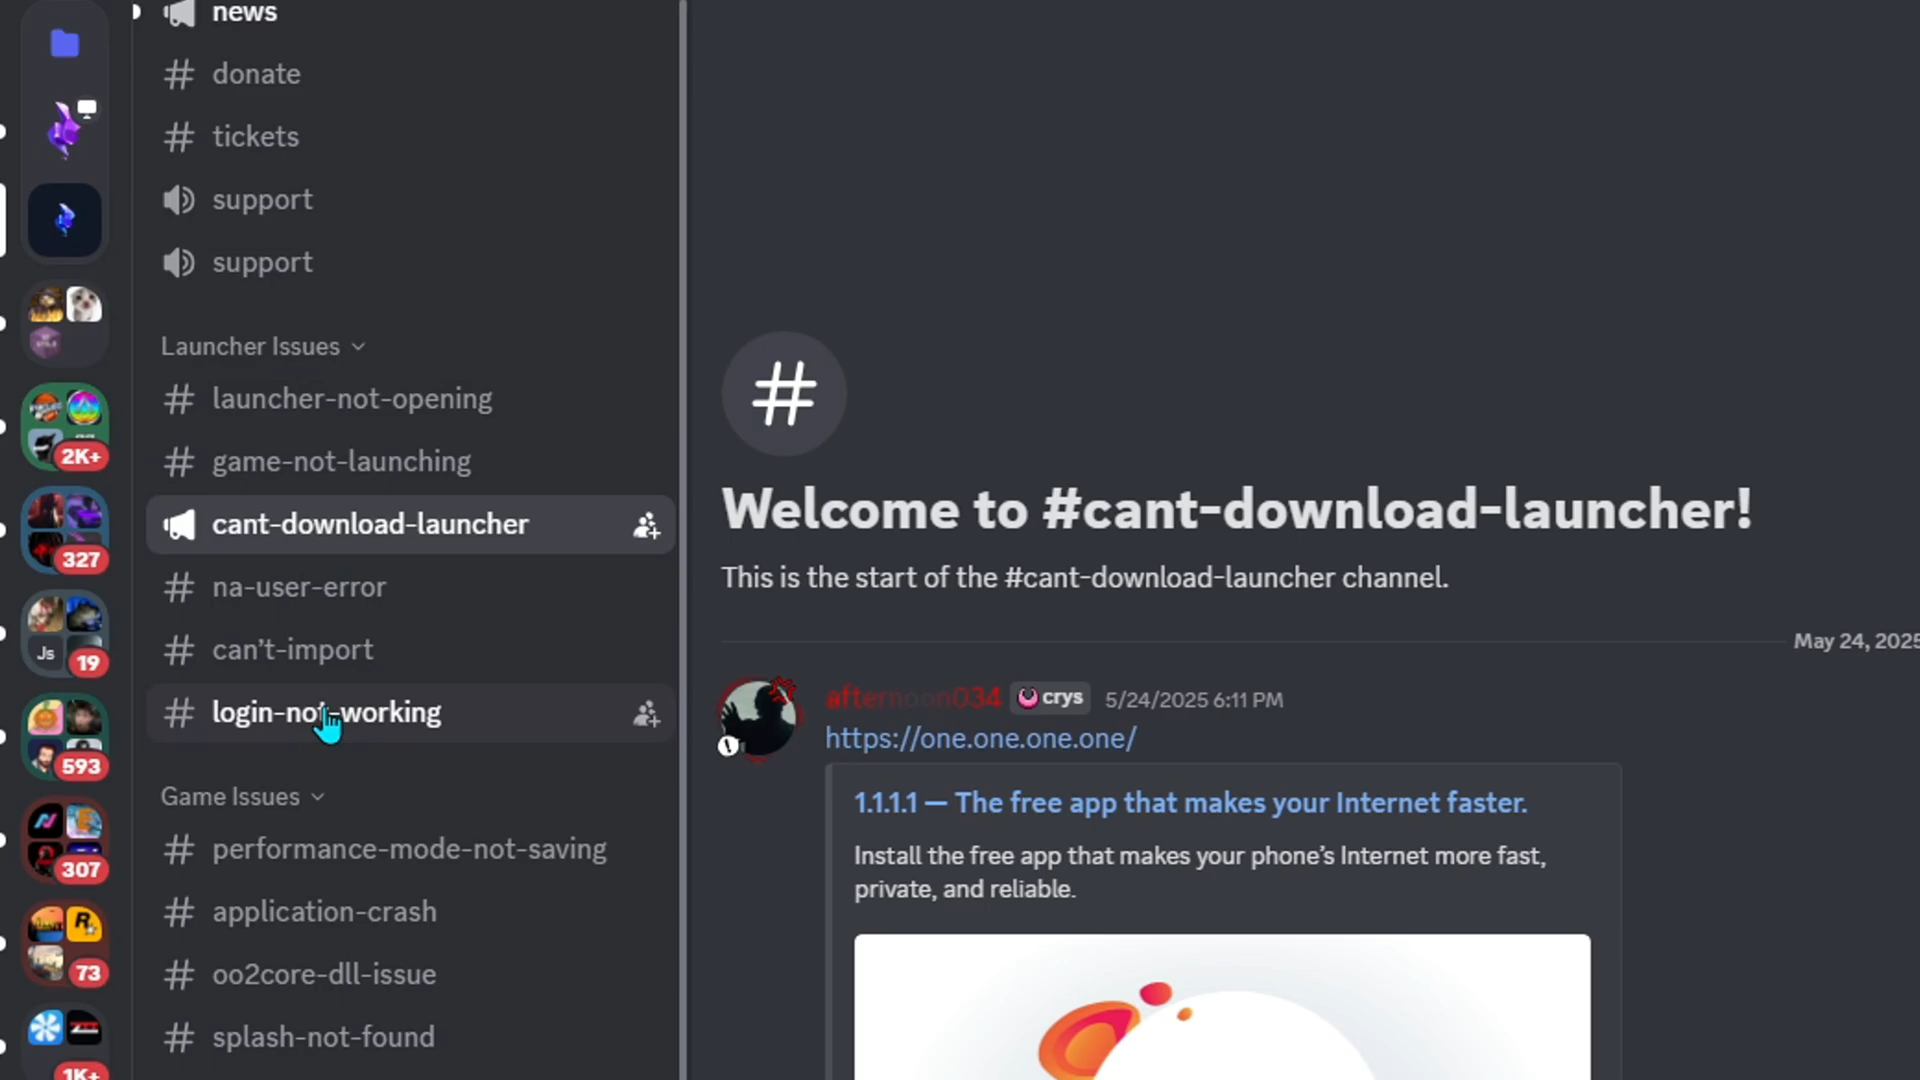 news
donate
tickets
support
support
Launcher Issues
launcher-not-opening
game-not-launching
cant-download-launcher
na-user-error
can't-import
login-not-working
Game Issues
performance-mode-not-saving
application-crash
oo2core-dll-issue
splash-not-found
2K+
327
Js
19
593
307
73
1K+
Welcome to #cant-download-launcher!
This is the start of the #cant-download-launcher channel.
May 24, 2025
afternoon034 crys 5/24/2025 6:11 PM
https://one.one.one.one/
1.1.1.1 — The free app that makes your Internet faster.
Install the free app that makes your phone's Internet more fast,
private, and reliable.